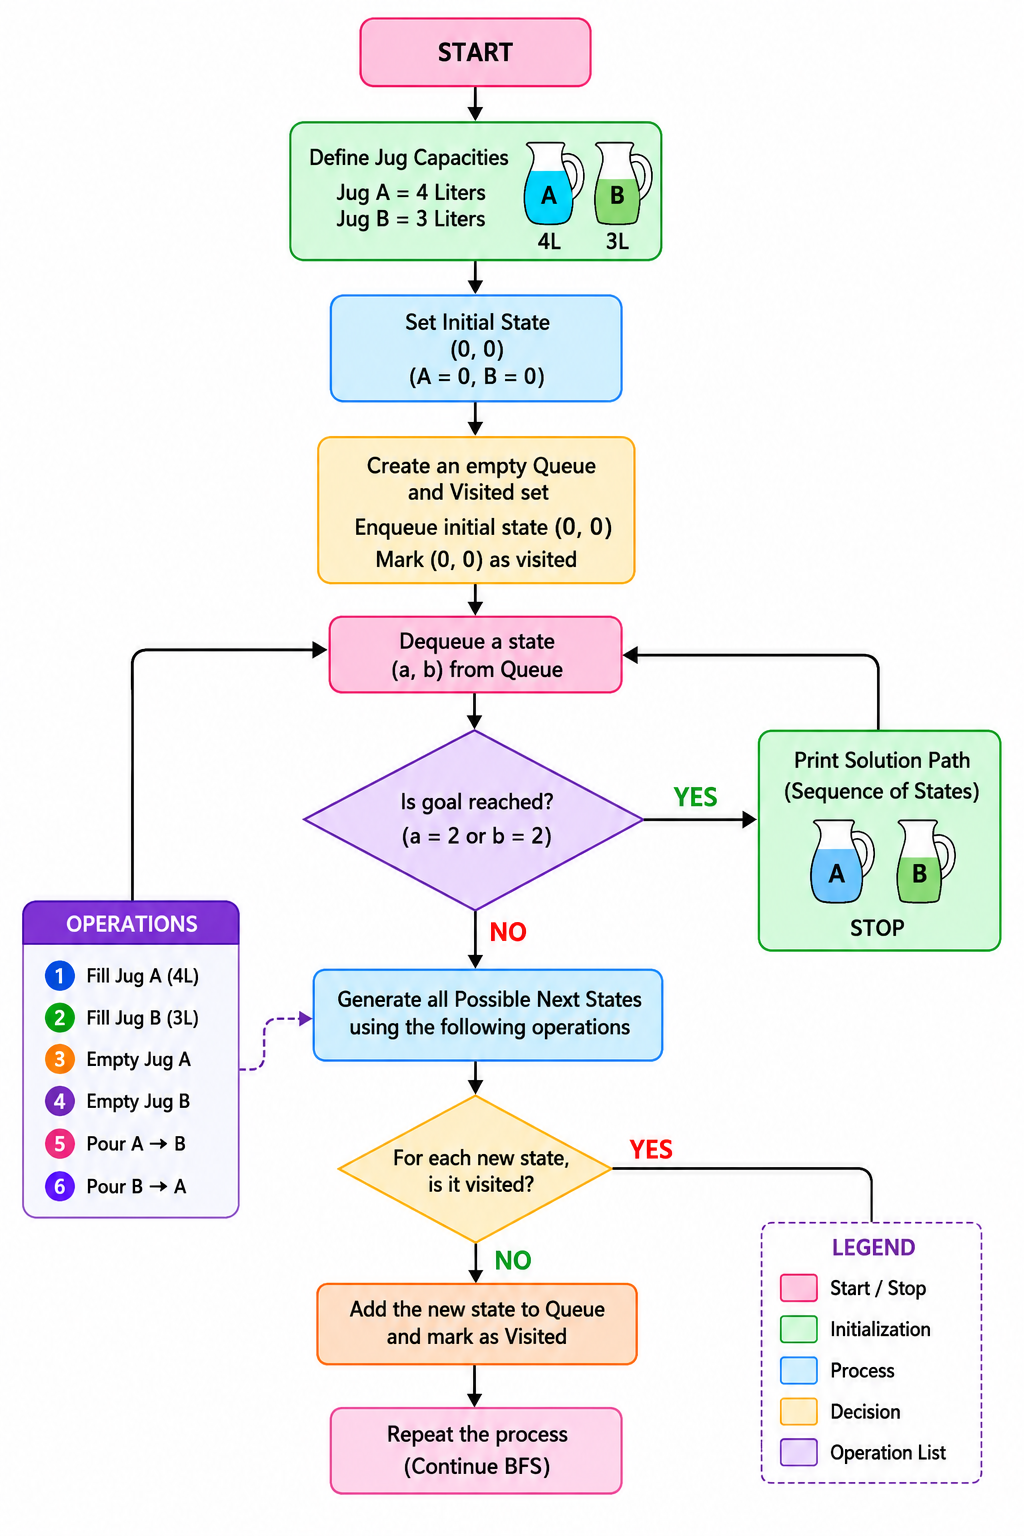 START
Define Jug Capacities
Jug A = 4 Liters
Jug B = 3 Liters
A
B
4L
3L
Set Initial State
(0, 0)
(A = 0, B = 0)
Create an empty Queue
and Visited set
Enqueue initial state (0, 0)
Mark (0, 0) as visited
Dequeue a state
(a, b) from Queue
Is goal reached?
(a = 2 or b = 2)
YES
Print Solution Path
(Sequence of States)
A
B
STOP
NO
OPERATIONS
1 Fill Jug A (4L)
2 Fill Jug B (3L)
3 Empty Jug A
4 Empty Jug B
5 Pour A → B
6 Pour B → A
Generate all Possible Next States
using the following operations
For each new state,
is it visited?
YES
NO
Add the new state to Queue
and mark as Visited
Repeat the process
(Continue BFS)
LEGEND
Start / Stop
Initialization
Process
Decision
Operation List